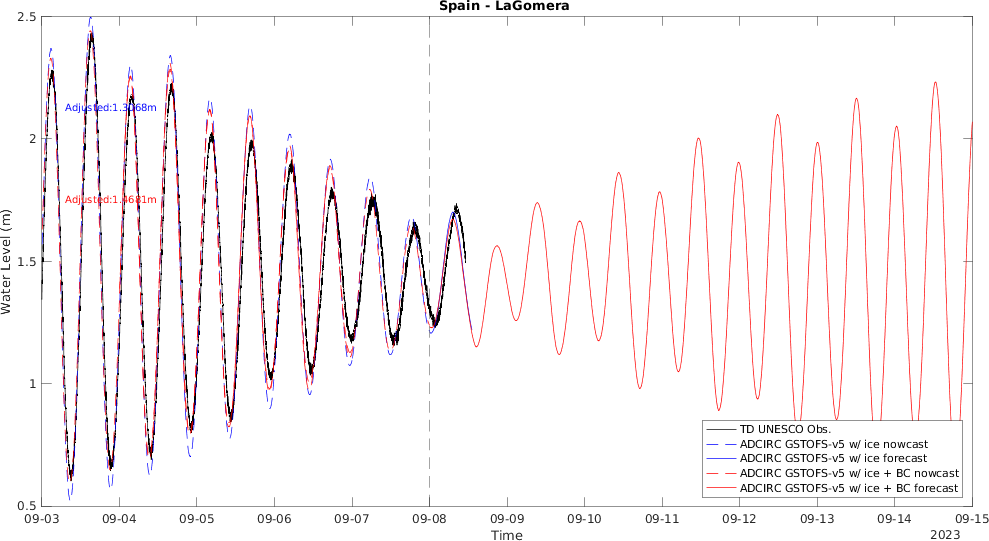 Spain - LaGomera
2.5
2
1.5
1
0.5
Water Level (m)
Adjusted:1.3068m
Adjusted:1.4681m
TD UNESCO Obs.
ADCIRC GSTOFS-v5 w/ ice nowcast
ADCIRC GSTOFS-v5 w/ ice forecast
ADCIRC GSTOFS-v5 w/ ice + BC nowcast
ADCIRC GSTOFS-v5 w/ ice + BC forecast
09-03 09-04 09-05 09-06 09-07 09-08 09-09 09-10 09-11 09-12 09-13 09-14 09-15
Time
2023